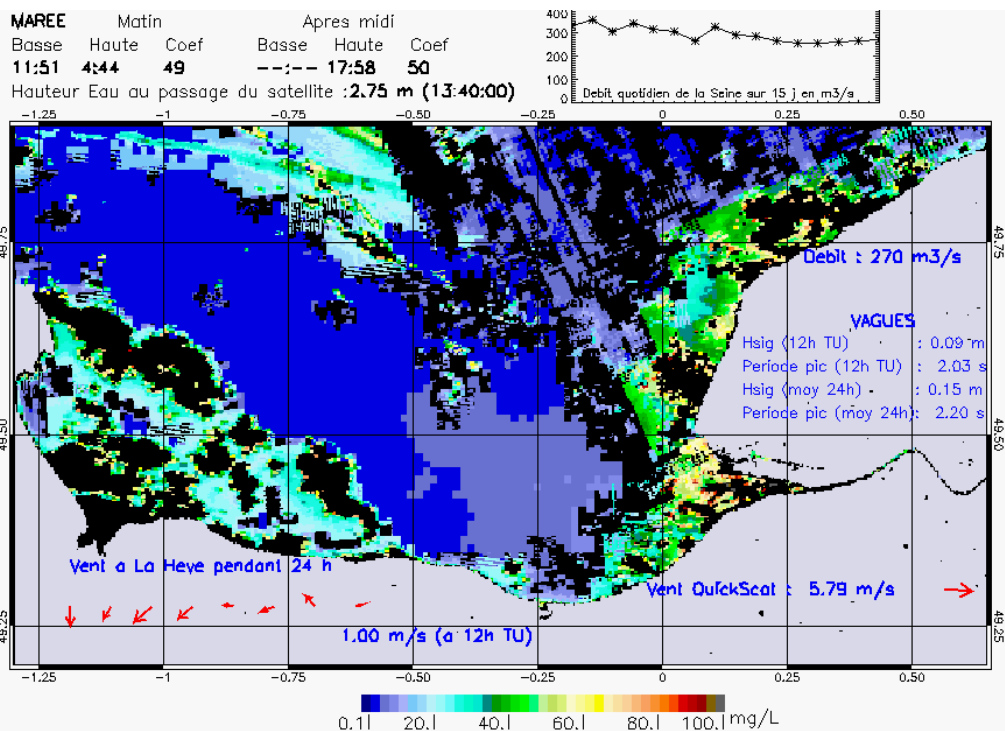 MAREE Matin Apres midi
Basse Haute Coef Basse Haute Coef
11:51 4:44 49 --:-- 17:58 50
Hauteur Eau au passage du satellite :2.75 m (13:40:00)
400
300
200
100
0
Debit quotidien de la Seine sur 15 j en m3/s
-1.25 -1 -0.75 -0.50 -0.25 0 0.25 0.50
49.75 49.75
Debit : 270 m3/s
VAGUES
Hsig (12h TU) : 0.09 m
Periode pic (12h TU) : 2.03 s
Hsig (moy 24h) - : 0.15 m
Periode pic (moy 24h): 2.20 s
49.50 49.50
Vent a La Heve pendant 24 h
Vent QuickScat : 5.79 m/s
49.25 49.25
1.00 m/s (a 12h TU)
-1.25 -1 -0.75 -0.50 -0.25 0 0.25 0.50
0.1| 20.| 40.| 60.| 80.| 100.| mg/L